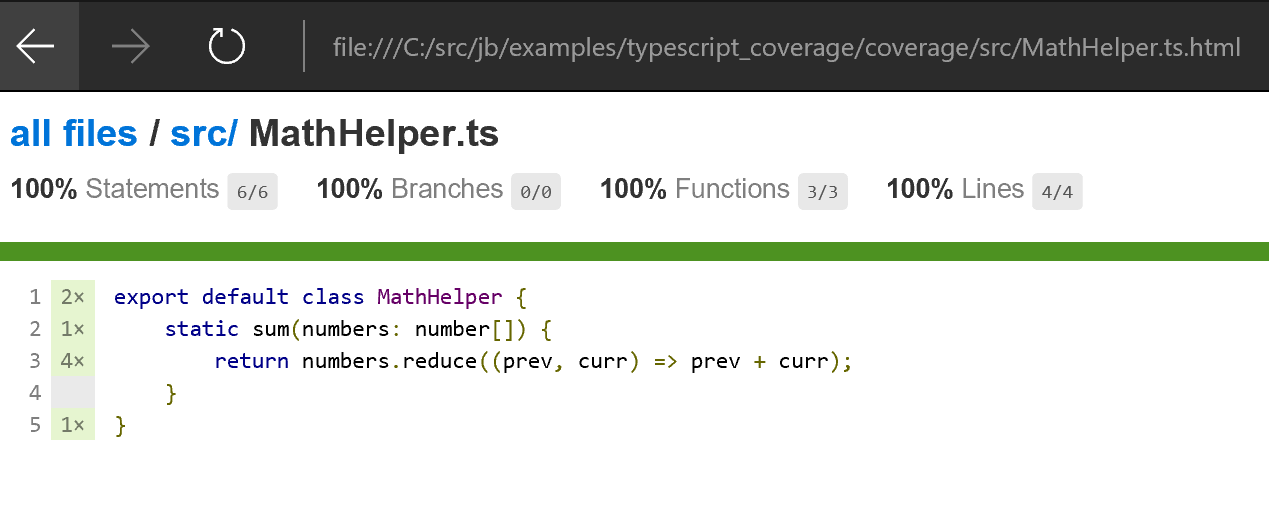 file:///C:/src/jb/examples/typescript_coverage/coverage/src/MathHelper.ts.html
all files / src/ MathHelper.ts
100% Statements 6/6 100% Branches 0/0 100% Functions 3/3 100% Lines 4/4
1 2× export default class MathHelper {
2 1×     static sum(numbers: number[]) {
3 4×         return numbers.reduce((prev, curr) => prev + curr);
4     }
5 1× }